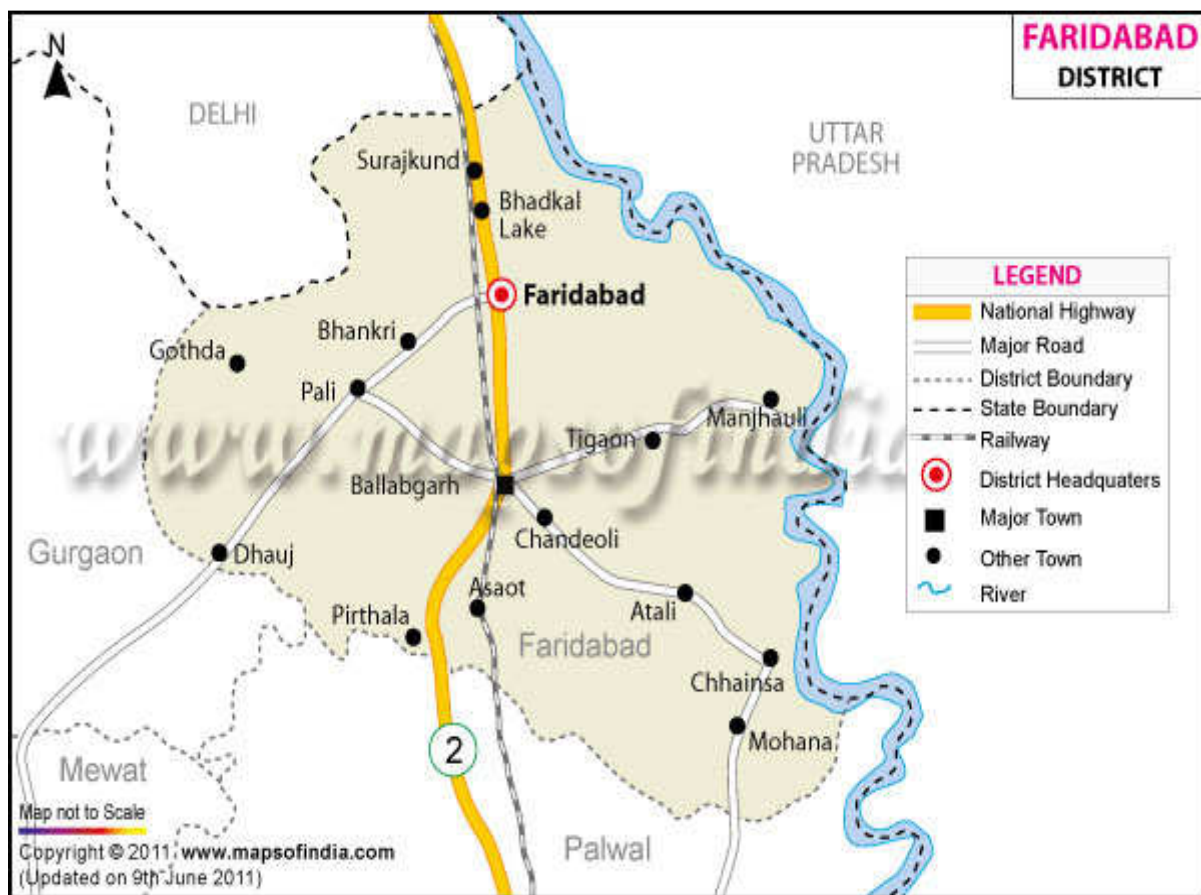 FARIDABAD
DISTRICT
N
DELHI
UTTAR
PRADESH
Surajkund
Bhadkal
Lake
Faridabad
Bhankri
Gothda
Pali
Manjhauli
Tigaon
www.mapsofindia
Ballabgarh
Chandeoli
Gurgaon
Dhauj
Asaot
Atali
Pirthala
Faridabad
Chhainsa
Mohana
2
Mewat
Palwal
LEGEND
National Highway
Major Road
District Boundary
State Boundary
Railway
District Headquaters
Major Town
Other Town
River
Map not to Scale
Copyright © 2011 www.mapsofindia.com
(Updated on 9th June 2011)